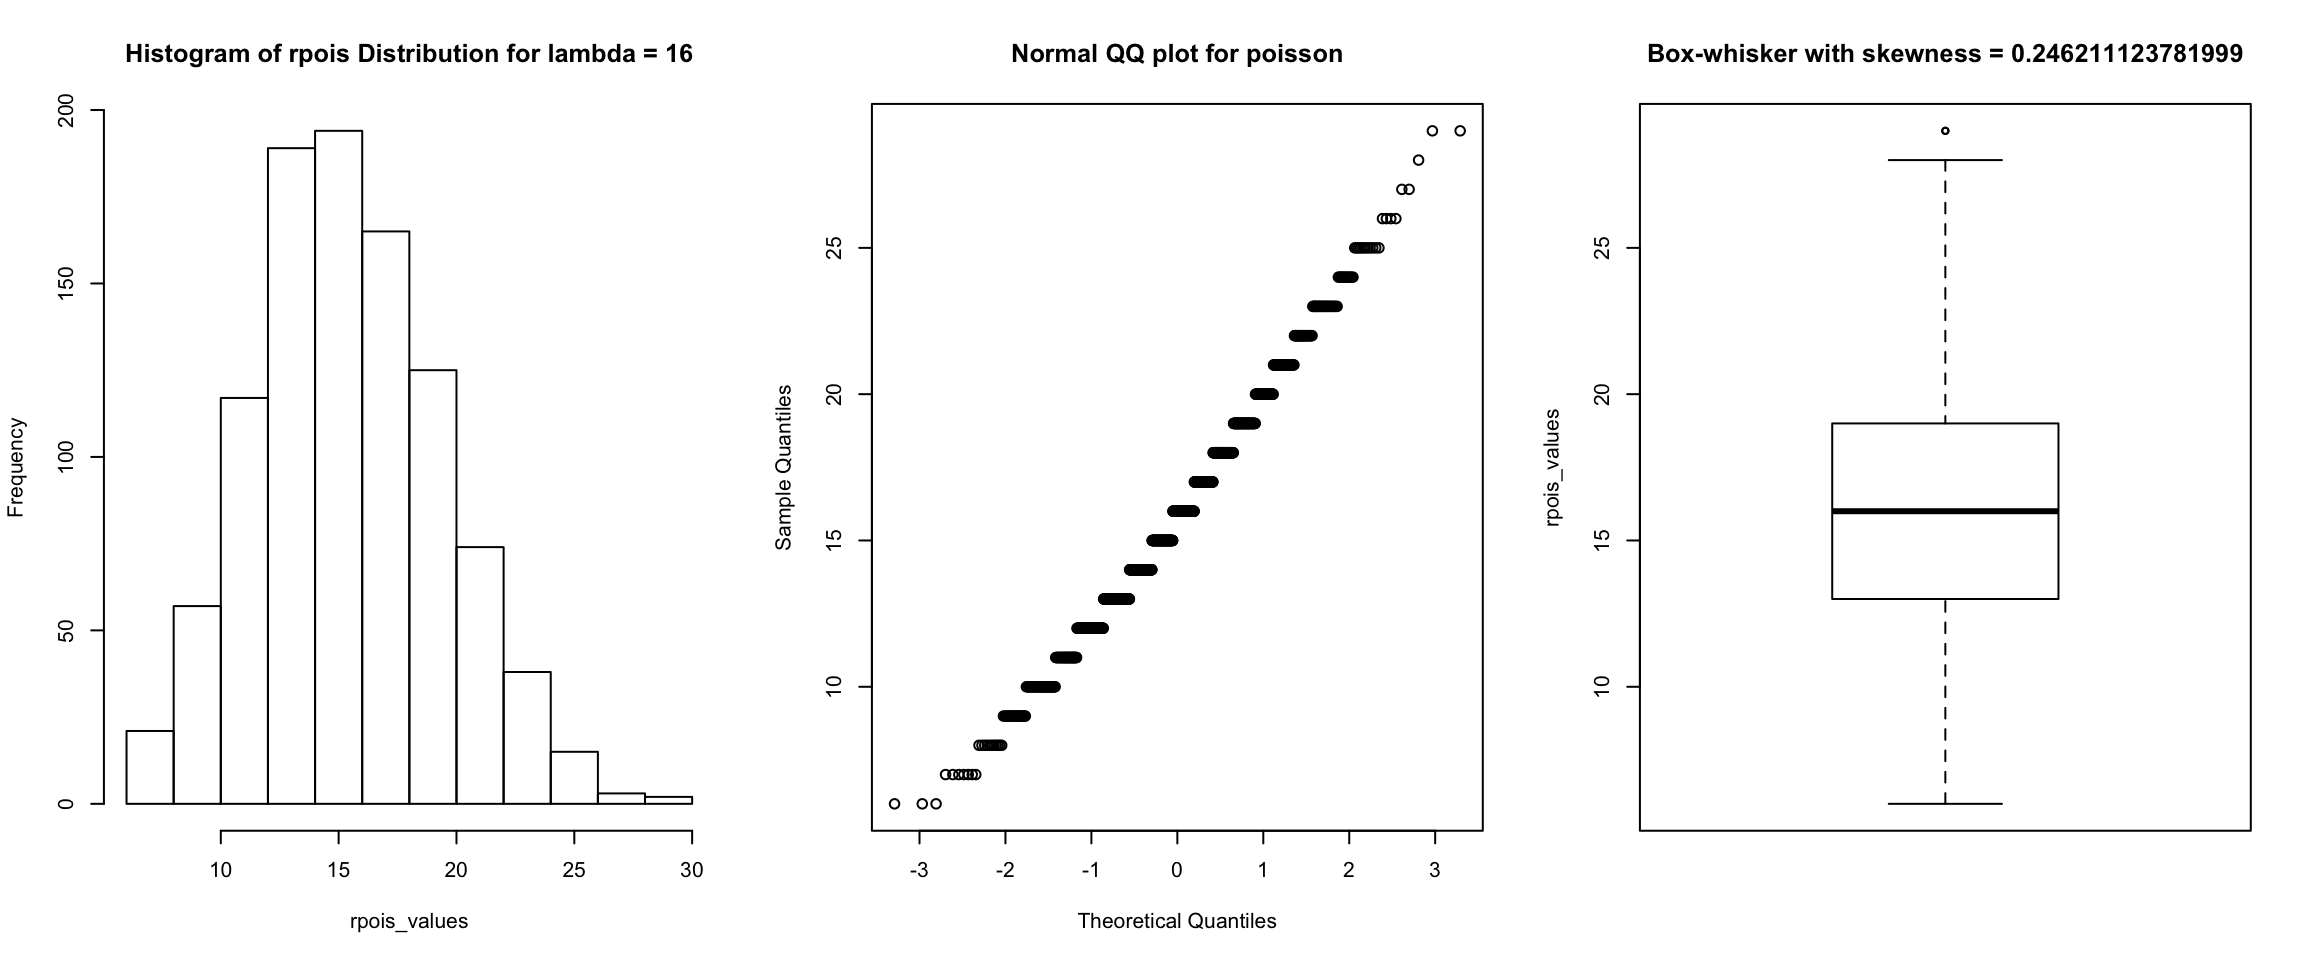 Histogram of rpois Distribution for lambda = 16
Frequency
0
50
100
150
200
10 15 20 25 30
rpois_values
Normal QQ plot for poisson
Sample Quantiles
10
15
20
25
-3 -2 -1 0 1 2 3
Theoretical Quantiles
Box-whisker with skewness = 0.246211123781999
rpois_values
10
15
20
25